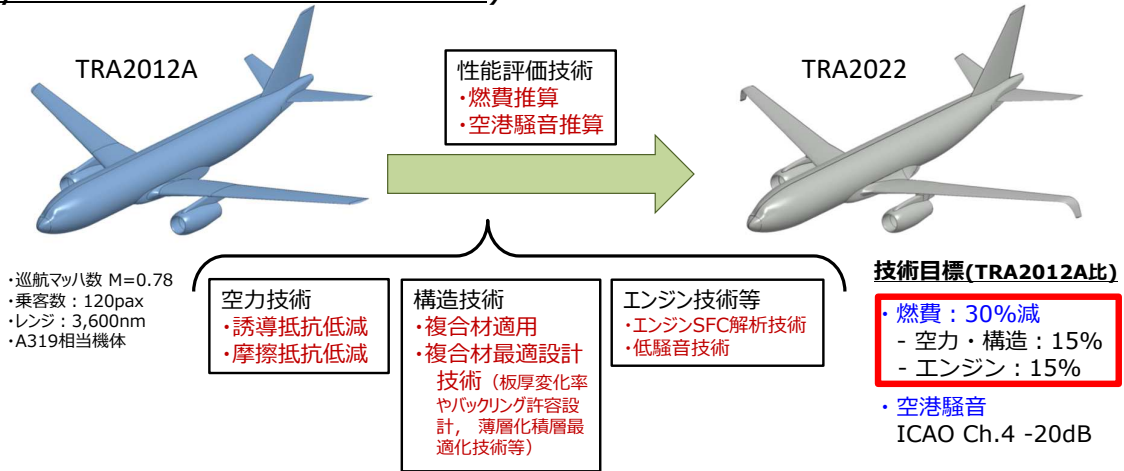 TRA2012A
性能評価技術
・燃費推算
・空港騒音推算
TRA2022
・巡航マッハ数 M=0.78
・乗客数：120pax
・レンジ：3,600nm
・A319相当機体
空力技術
・誘導抵抗低減
・摩擦抵抗低減
構造技術
・複合材適用
・複合材最適設計
技術（板厚変化率
やバックリング許容設
計， 薄層化積層最
適化技術等）
エンジン技術等
・エンジンSFC解析技術
・低騒音技術
技術目標(TRA2012A比)
・燃費：30%減
- 空力・構造：15%
- エンジン：15%
・空港騒音
ICAO Ch.4 -20dB